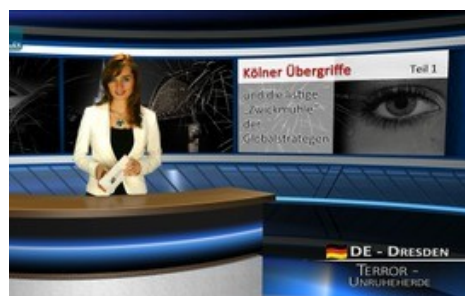 Kölner Übergriffe Teil 1
und die listige
„Zwickmühle"
der
Globalstrategen
DE - DRESDEN
TERROR -
UNRUHEHERDE